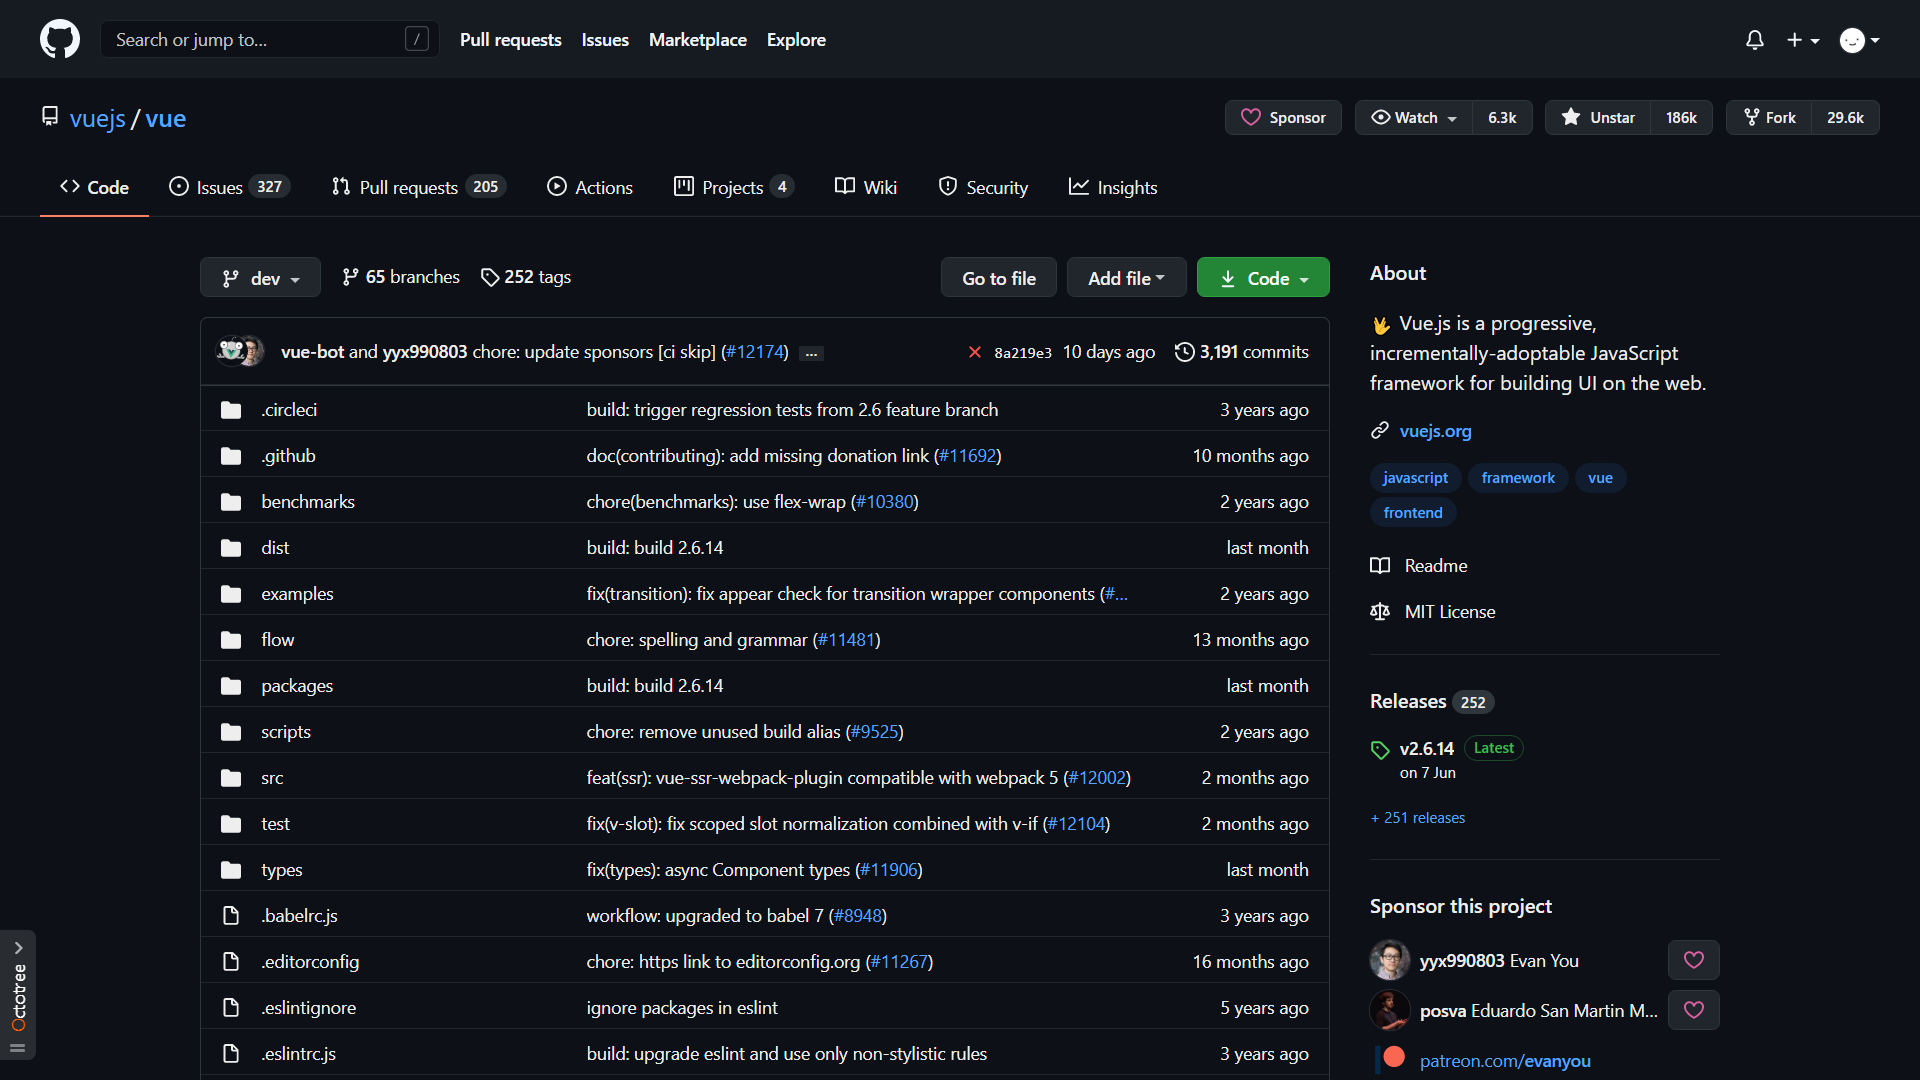 Search or jump to... /
Pull requests Issues Marketplace Explore
vuejs / vue
Sponsor Watch 6.3k Unstar 186k Fork 29.6k
Code Issues 327 Pull requests 205 Actions Projects 4 Wiki Security Insights
dev 65 branches 252 tags Go to file Add file Code
vue-bot and yyx990803 chore: update sponsors [ci skip] (#12174) ... 8a219e3 10 days ago 3,191 commits
.circleci build: trigger regression tests from 2.6 feature branch 3 years ago
.github doc(contributing): add missing donation link (#11692) 10 months ago
benchmarks chore(benchmarks): use flex-wrap (#10380) 2 years ago
dist build: build 2.6.14 last month
examples fix(transition): fix appear check for transition wrapper components (#... 2 years ago
flow chore: spelling and grammar (#11481) 13 months ago
packages build: build 2.6.14 last month
scripts chore: remove unused build alias (#9525) 2 years ago
src feat(ssr): vue-ssr-webpack-plugin compatible with webpack 5 (#12002) 2 months ago
test fix(v-slot): fix scoped slot normalization combined with v-if (#12104) 2 months ago
types fix(types): async Component types (#11906) last month
.babelrc.js workflow: upgraded to babel 7 (#8948) 3 years ago
.editorconfig chore: https link to editorconfig.org (#11267) 16 months ago
.eslintignore ignore packages in eslint 5 years ago
.eslintrc.js build: upgrade eslint and use only non-stylistic rules 3 years ago
About
🖖 Vue.js is a progressive,
incrementally-adoptable JavaScript
framework for building UI on the web.
vuejs.org
javascript framework vue
frontend
Readme
MIT License
Releases 252
v2.6.14 Latest
on 7 Jun
+ 251 releases
Sponsor this project
yyx990803 Evan You
posva Eduardo San Martin M...
patreon.com/evanyou
Octotree